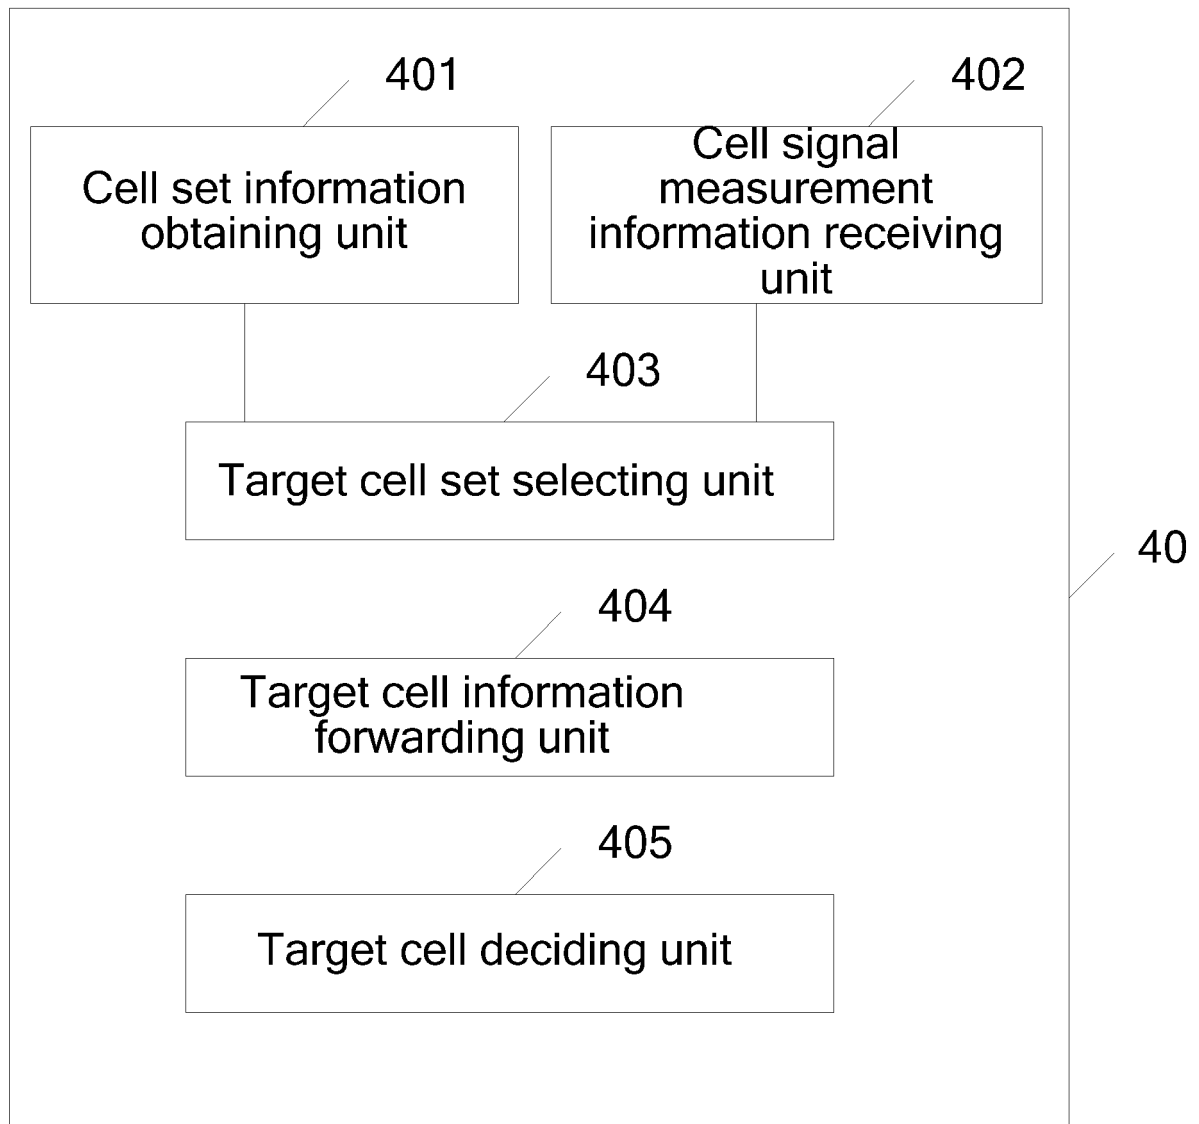 401
402
Cell set information
obtaining unit
Cell signal
measurement
information receiving
unit
403
Target cell set selecting unit
40
404
Target cell information
forwarding unit
405
Target cell deciding unit